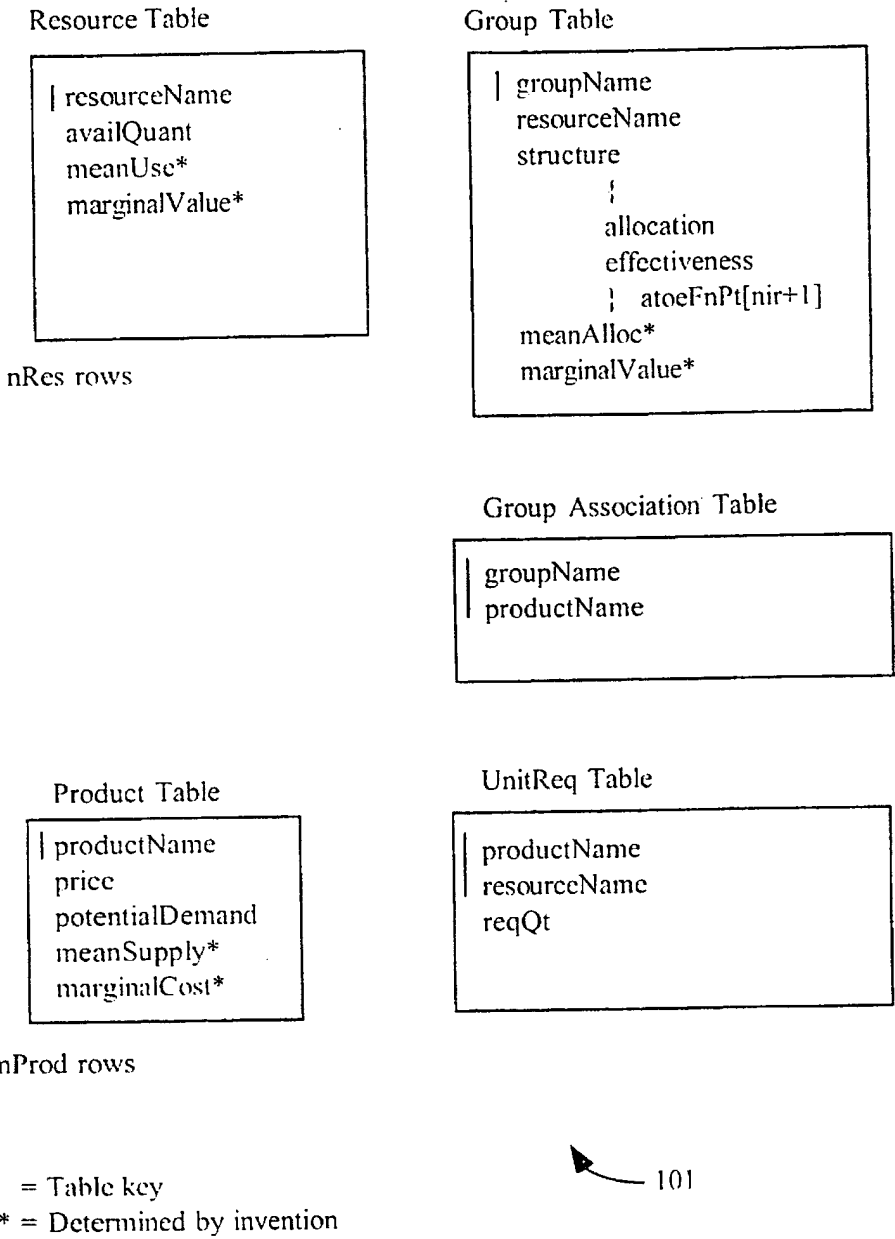 Resource Table
| resourceName
availQuant
meanUse*
marginalValue*
nRes rows
Group Table
| groupName
resourceName
structure
¦
allocation
effectiveness
¦ atoeFnPt[nir+1]
meanAlloc*
marginalValue*
Group Association Table
groupName
productName
Product Table
| productName
price
potentialDemand
meanSupply*
marginalCost*
mProd rows
UnitReq Table
productName
resourceName
reqQt
= Table key
* = Determined by invention
101